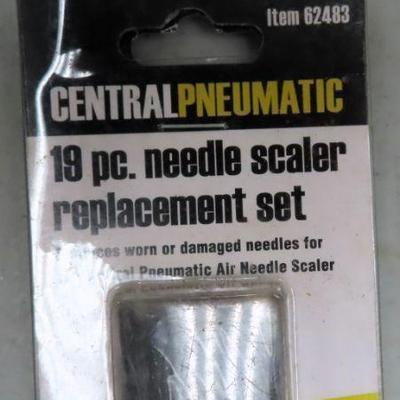 Item 62483
CENTRALPNEUMATIC
19 pc. needle scaler
replacement set
worn or damaged needles for
Pneumatic Air Needle Scaler